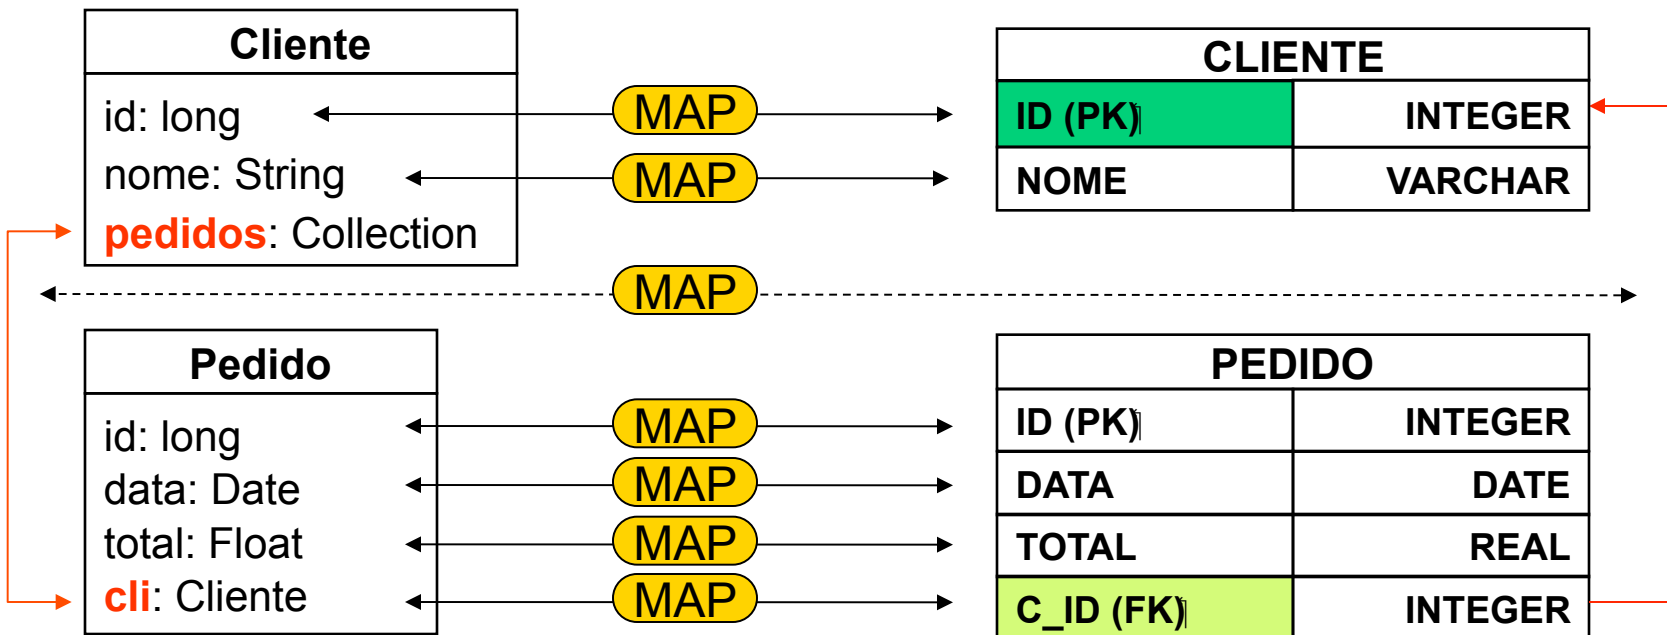 Cliente
id: long
nome: String
pedidos: Collection
MAP
MAP
CLIENTE
ID (PK) INTEGER
NOME VARCHAR
MAP
Pedido
id: long
data: Date
total: Float
cli: Cliente
MAP
MAP
MAP
MAP
PEDIDO
ID (PK) INTEGER
DATA DATE
TOTAL REAL
C_ID (FK) INTEGER